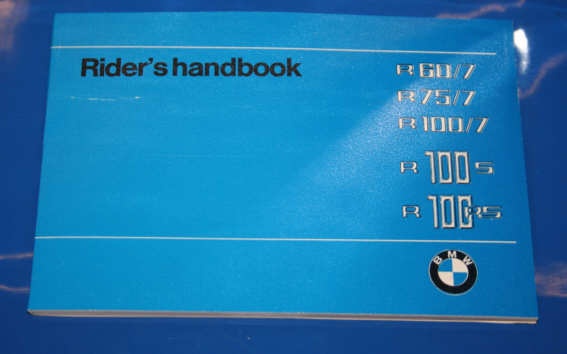 Rider's handbook
R 60/7
R 75/7
R 100/7
R 100 S
R 100 RS
BMW